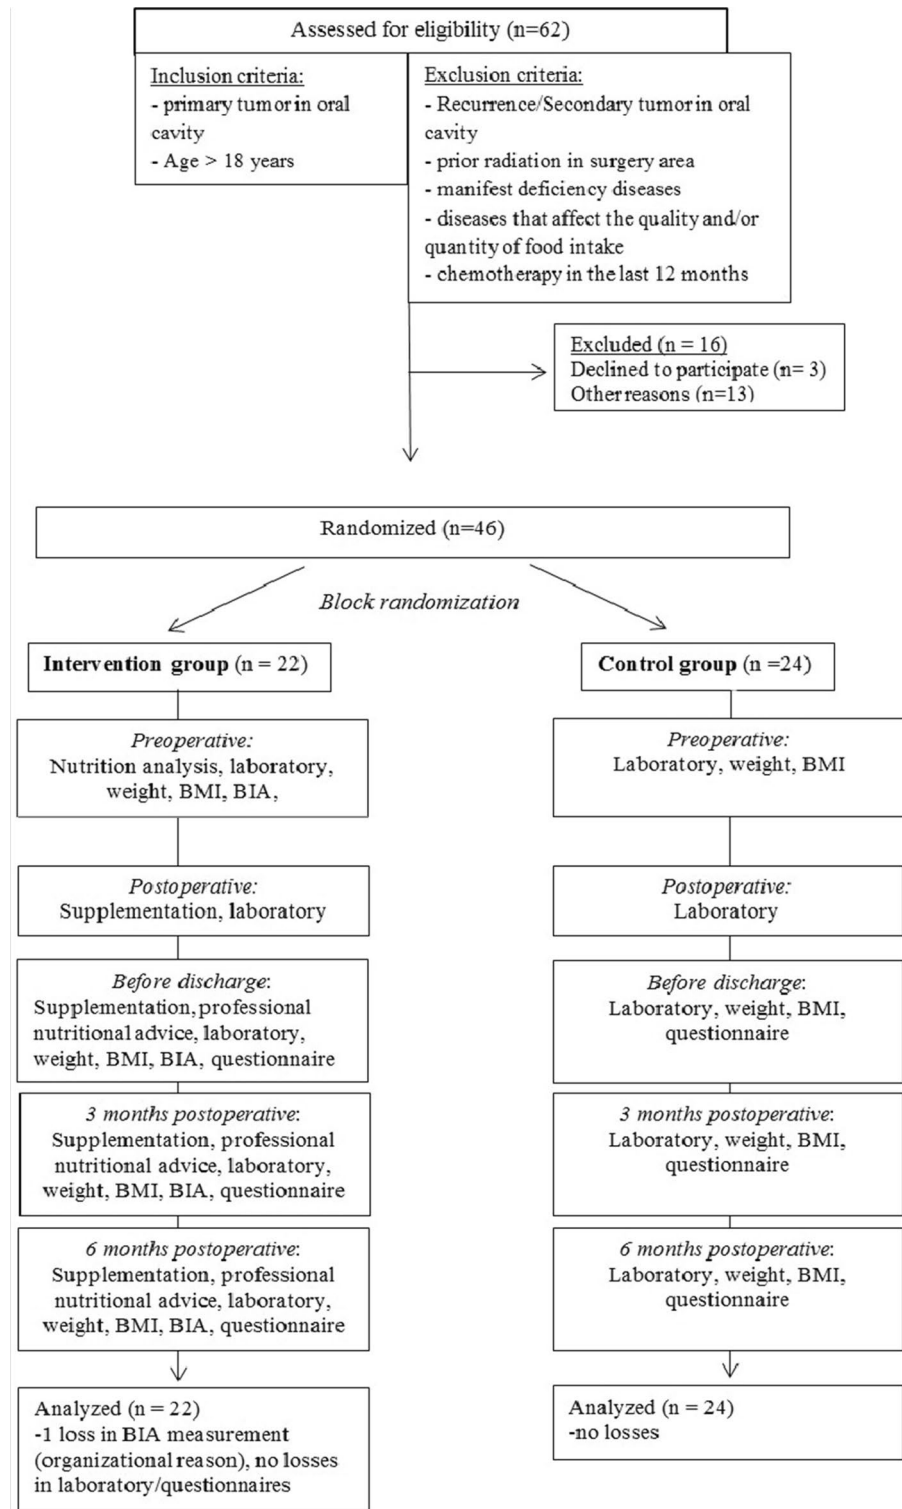 Assessed for eligibility (n=62)
Inclusion criteria:
- primary tumor in oral
cavity
- Age > 18 years
Exclusion criteria:
- Recurrence/Secondary tumor in oral
cavity
- prior radiation in surgery area
- manifest deficiency diseases
- diseases that affect the quality and/or
quantity of food intake
- chemotherapy in the last 12 months
Excluded (n = 16)
Declined to participate (n= 3)
Other reasons (n=13)
Randomized (n=46)
Block randomization
Intervention group (n = 22)
Preoperative:
Nutrition analysis, laboratory,
weight, BMI, BIA,
Postoperative:
Supplementation, laboratory
Before discharge:
Supplementation, professional
nutritional advice, laboratory,
weight, BMI, BIA, questionnaire
3 months postoperative:
Supplementation, professional
nutritional advice, laboratory,
weight, BMI, BIA, questionnaire
6 months postoperative:
Supplementation, professional
nutritional advice, laboratory,
weight, BMI, BIA, questionnaire
Analyzed (n = 22)
-1 loss in BIA measurement
(organizational reason), no losses
in laboratory/questionnaires
Control group (n =24)
Preoperative:
Laboratory, weight, BMI
Postoperative:
Laboratory
Before discharge:
Laboratory, weight, BMI,
questionnaire
3 months postoperative:
Laboratory, weight, BMI,
questionnaire
6 months postoperative:
Laboratory, weight, BMI,
questionnaire
Analyzed (n = 24)
-no losses